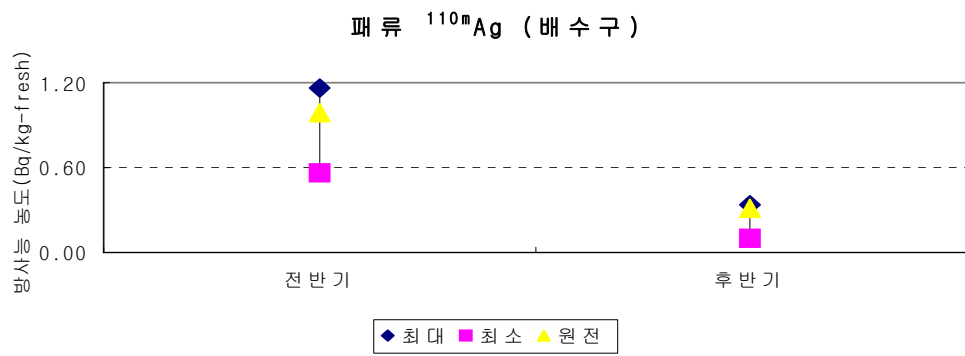 패류 110mAg (배수구)
방사능 농도(Bq/kg-fresh)
1.20
0.60
0.00
전반기 후반기
최대 최소 원전